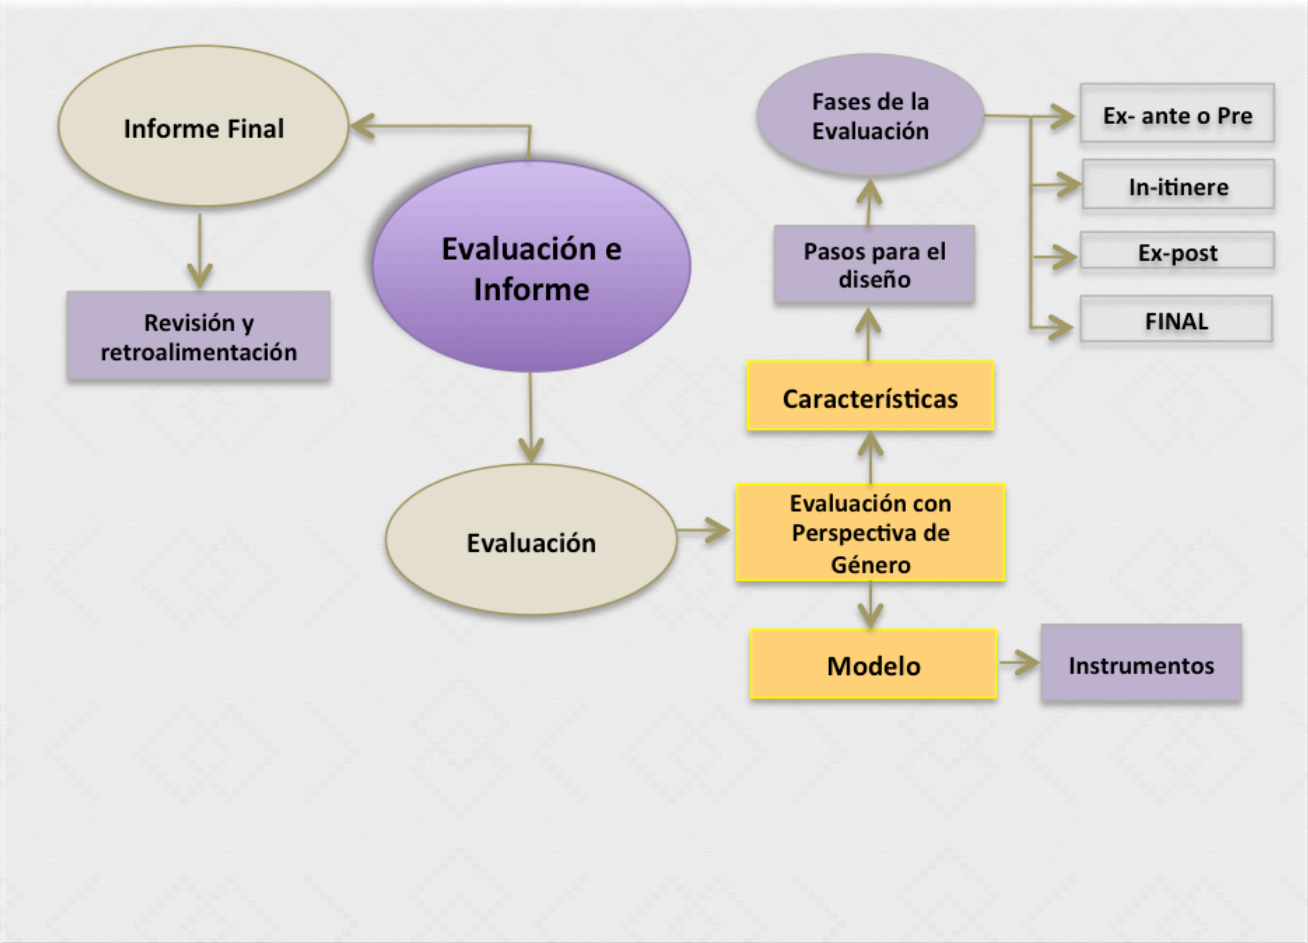 Informe Final
Revisión y
retroalimentación
Evaluación e
Informe
Evaluación
Evaluación con
Perspectiva de
Género
Características
Pasos para el
diseño
Fases de la
Evaluación
Ex- ante o Pre
In-itinere
Ex-post
FINAL
Modelo
Instrumentos